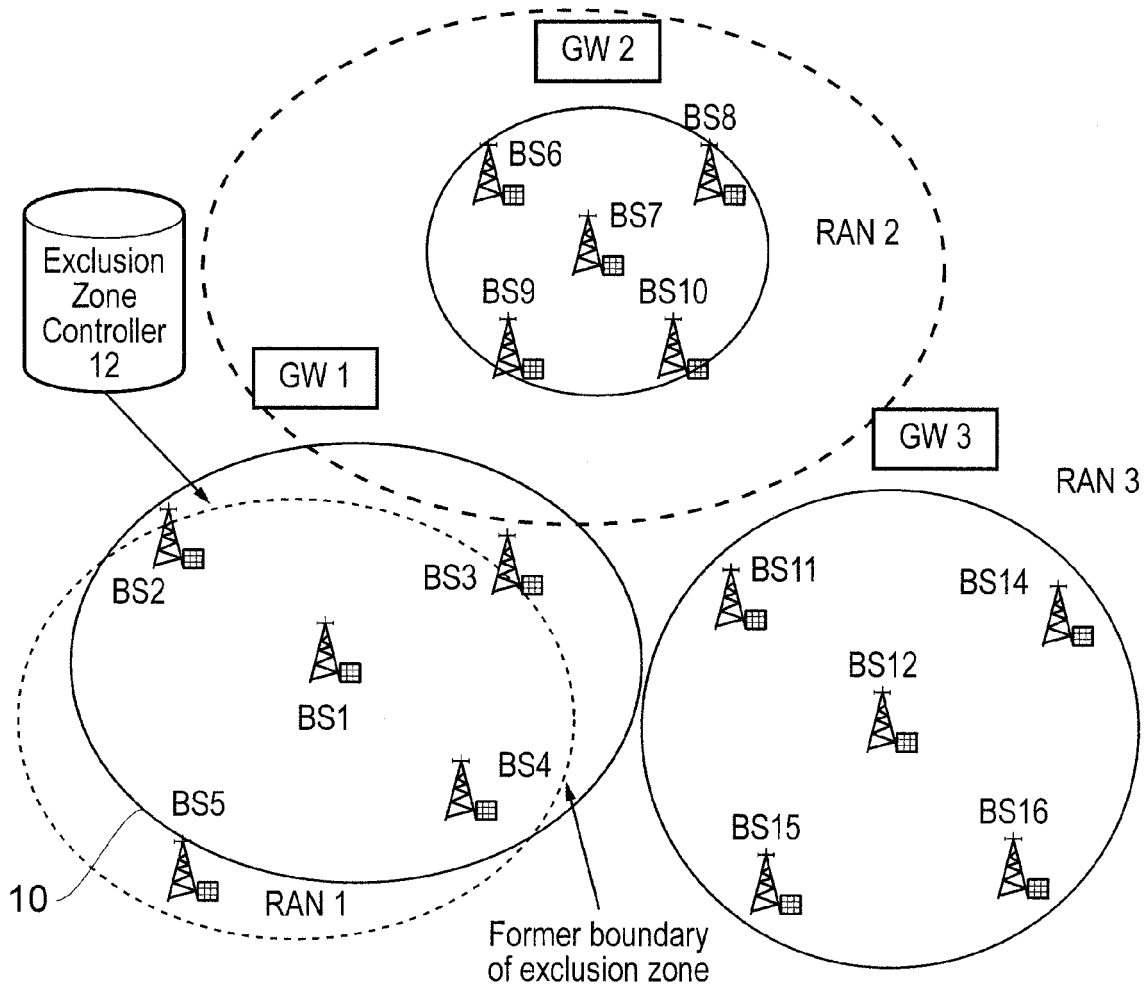 GW 2
BS8
BS6
BS7
RAN 2
Exclusion
Zone
Controller
12
BS9
BS10
GW 1
GW 3
RAN 3
BS2
BS3
BS11
BS14
BS12
BS1
BS4
BS5
BS15
BS16
10
RAN 1
Former boundary
of exclusion zone